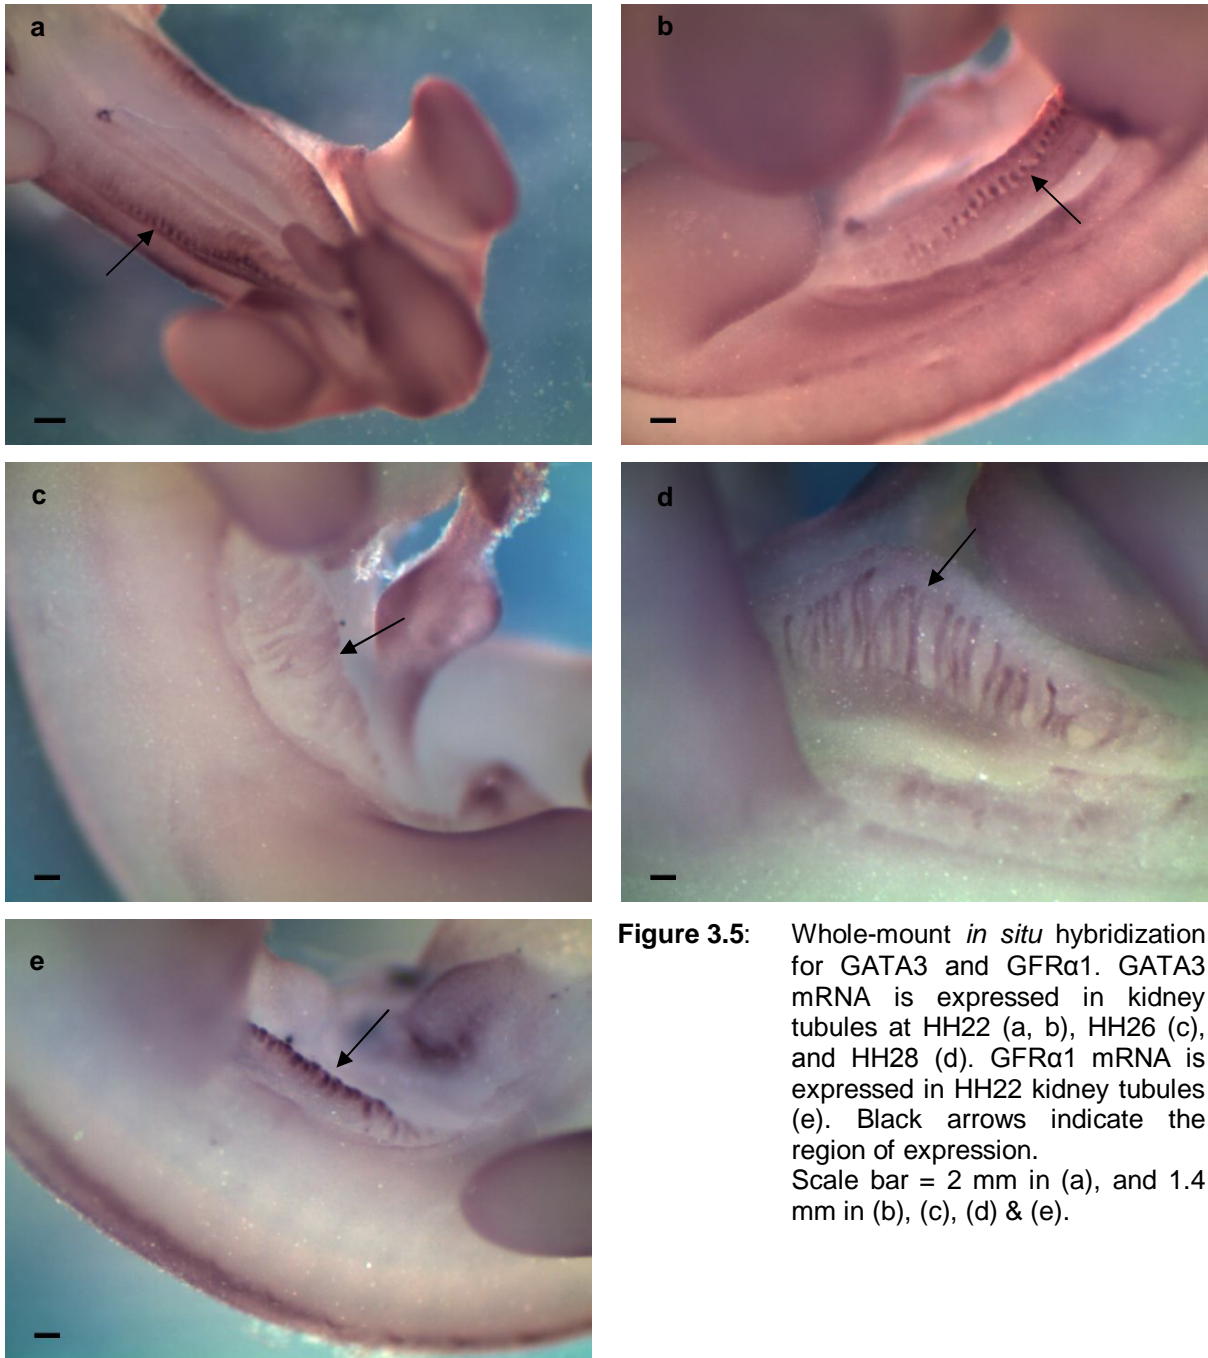 a
b
c
d
e
Figure 3.5: Whole-mount in situ hybridization
for GATA3 and GFRα1. GATA3
mRNA is expressed in kidney
tubules at HH22 (a, b), HH26 (c),
and HH28 (d). GFRα1 mRNA is
expressed in HH22 kidney tubules
(e). Black arrows indicate the
region of expression.
Scale bar = 2 mm in (a), and 1.4
mm in (b), (c), (d) & (e).